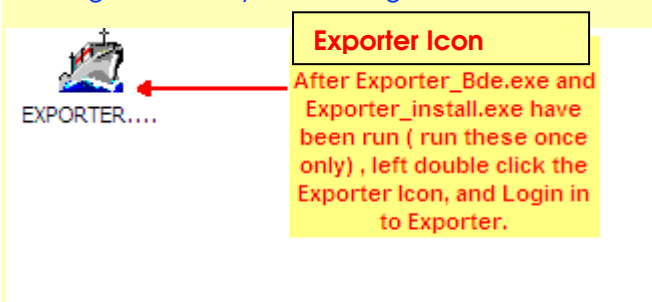 Exporter Icon
EXPORTER....
After Exporter_Bde.exe and
Exporter_install.exe have
been run ( run these once
only) , left double click the
Exporter Icon, and Login in
to Exporter.